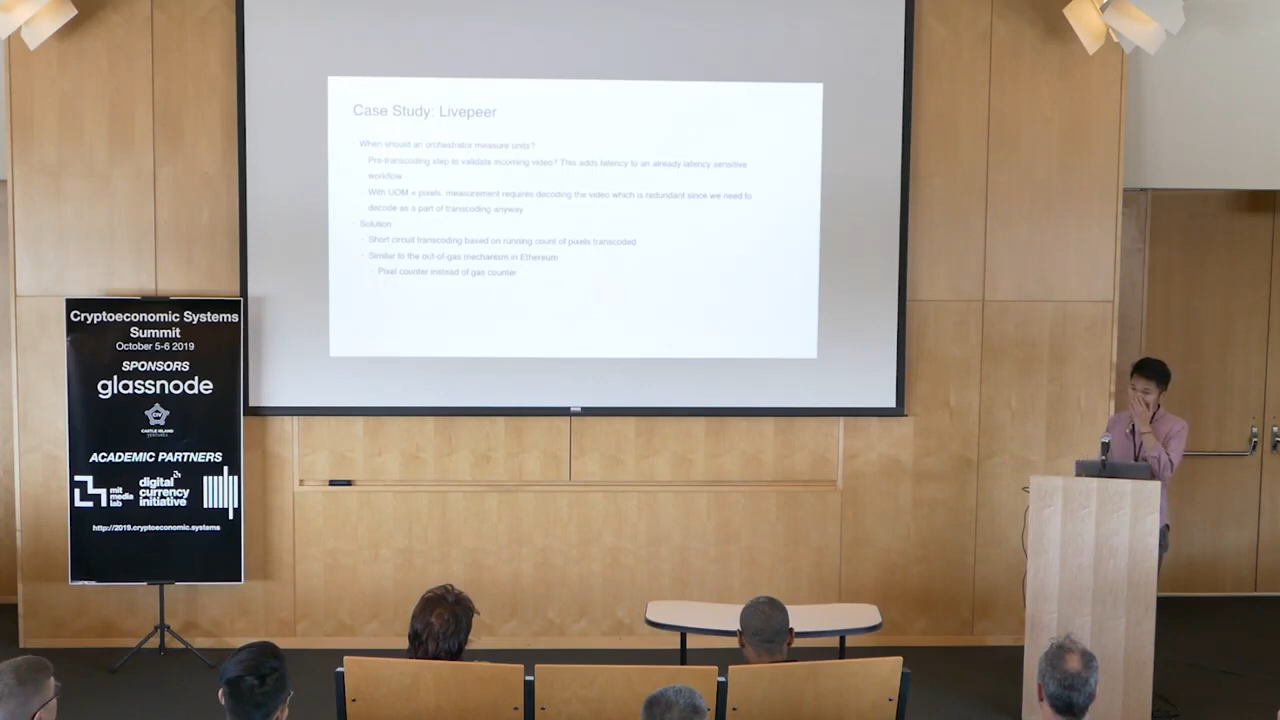 Case Study: Livepeer
When should an orchestrator measure units?
Pre-transcoding step to validate incoming video? This adds latency to an already latency sensitive
workflow
With UOM = pixels, measurement requires decoding the video which is redundant since we need to
decode as a part of transcoding anyway
Solution
Short circuit transcoding based on running count of pixels transcoded
Similar to the out-of-gas mechanism in Ethereum
Pixel counter instead of gas counter
Cryptoeconomic Systems
Summit
October 5-6 2019
SPONSORS
glassnode
CIV
CASTLE ISLAND
VENTURES
ACADEMIC PARTNERS
mit
media
lab
digital
currency
initiative
http://2019.cryptoeconomic.systems